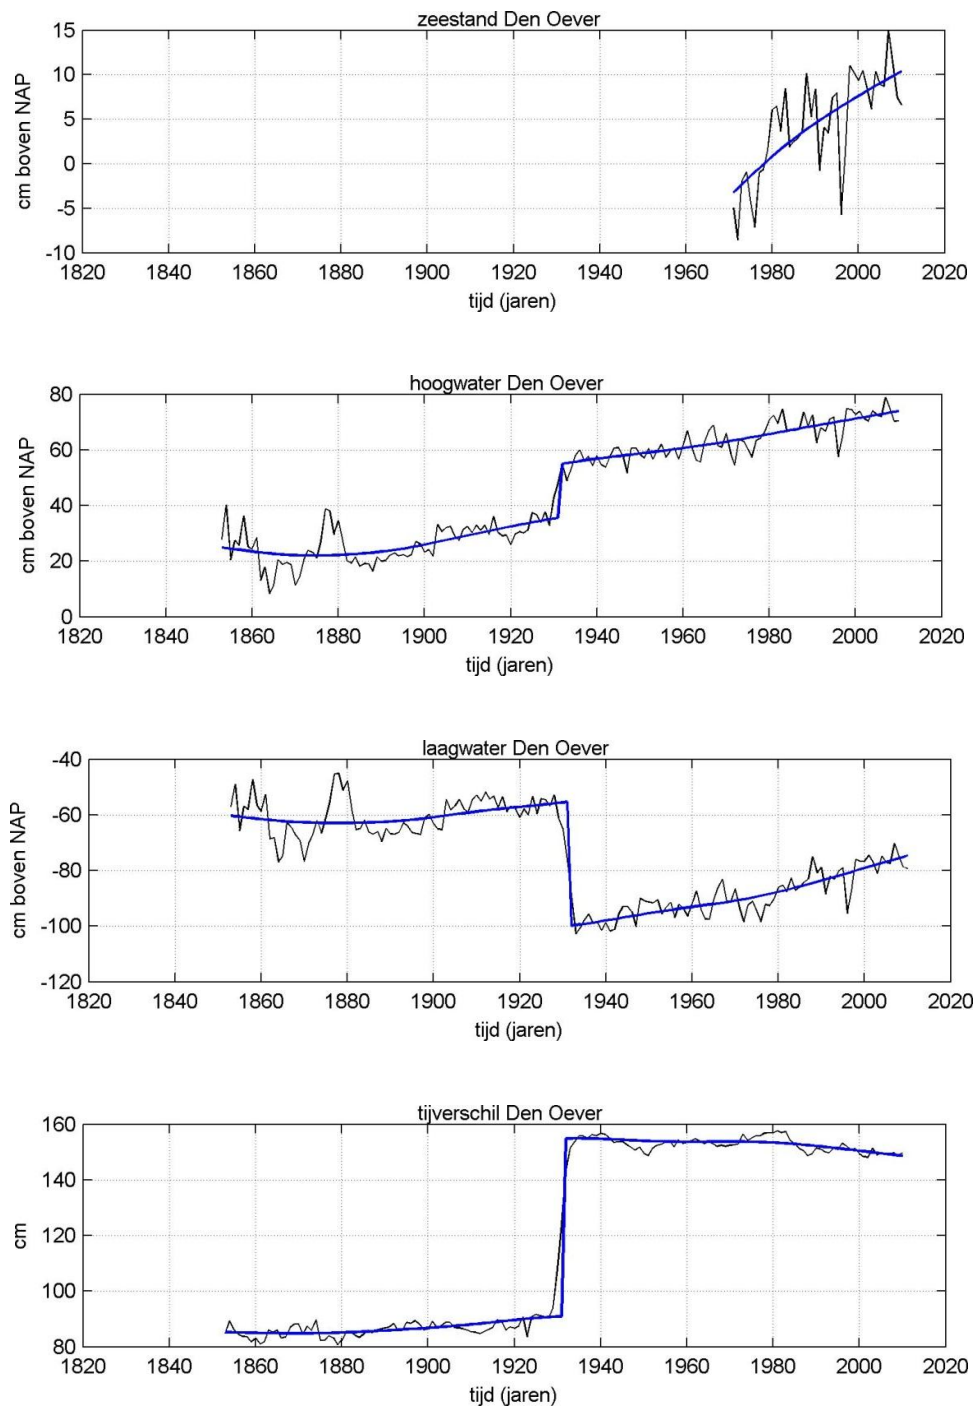 zeestand Den Oever
15
10
5
0
-5
-10
cm boven NAP
1820 1840 1860 1880 1900 1920 1940 1960 1980 2000 2020
tijd (jaren)
hoogwater Den Oever
80
60
40
20
0
cm boven NAP
1820 1840 1860 1880 1900 1920 1940 1960 1980 2000 2020
tijd (jaren)
laagwater Den Oever
-40
-60
-80
-100
-120
cm boven NAP
1820 1840 1860 1880 1900 1920 1940 1960 1980 2000 2020
tijd (jaren)
tijverschil Den Oever
160
140
120
100
80
cm
1820 1840 1860 1880 1900 1920 1940 1960 1980 2000 2020
tijd (jaren)